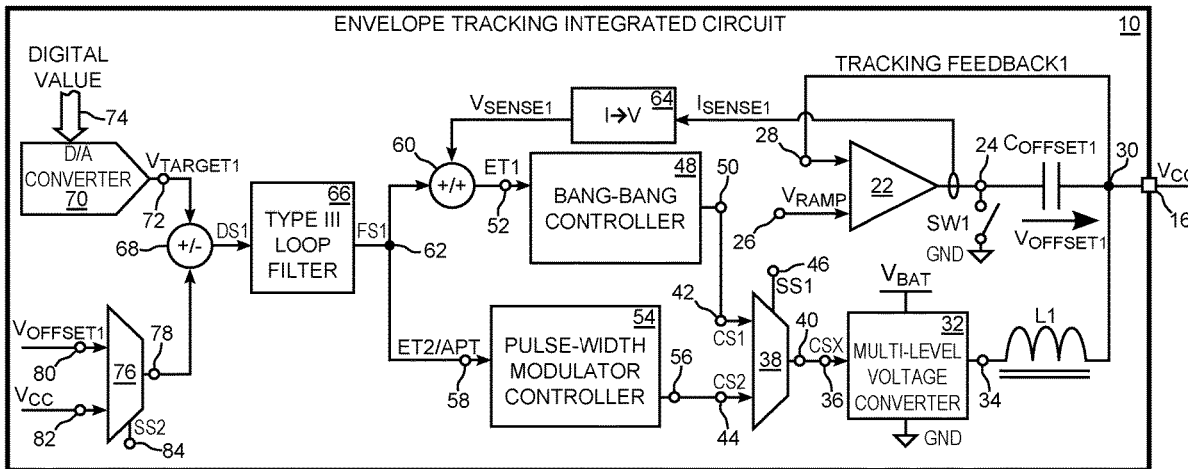 ENVELOPE TRACKING INTEGRATED CIRCUIT
10
DIGITAL
VALUE
74
D/A
CONVERTER
70
VTARGET1
72
68
+/-
DS1
66
TYPE III
LOOP
FILTER
FS1
62
VSENSE1
64
I→V
ISENSE1
TRACKING FEEDBACK1
60
+/+
ET1
52
48
BANG-BANG
CONTROLLER
50
28
22
VRAMP
26
24
COFFSET1
30
VCC
16
SW1
GND
VOFFSET1
VOFFSET1
80
VCC
82
76
78
SS2
84
ET2/APT
58
54
PULSE-WIDTH
MODULATOR
CONTROLLER
56
42
CS1
CS2
44
46
SS1
38
40
CSX
36
VBAT
32
MULTI-LEVEL
VOLTAGE
CONVERTER
GND
34
L1